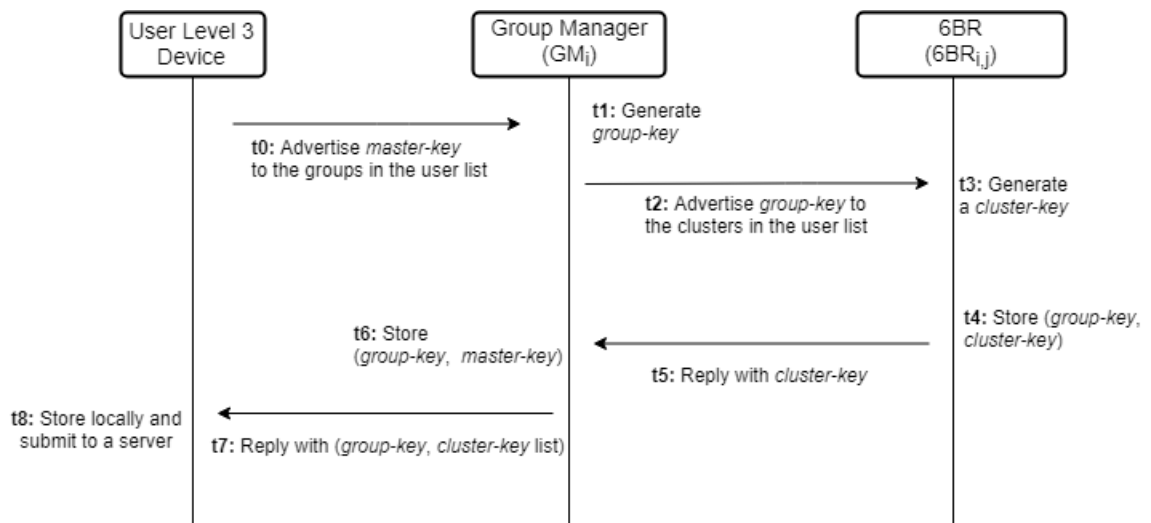 User Level 3
Device
Group Manager
(GMi)
6BR
(6BRi,j)
t0: Advertise master-key
to the groups in the user list
t1: Generate
group-key
t2: Advertise group-key to
the clusters in the user list
t3: Generate
a cluster-key
t4: Store (group-key,
cluster-key)
t5: Reply with cluster-key
t6: Store
(group-key, master-key)
t7: Reply with (group-key, cluster-key list)
t8: Store locally and
submit to a server